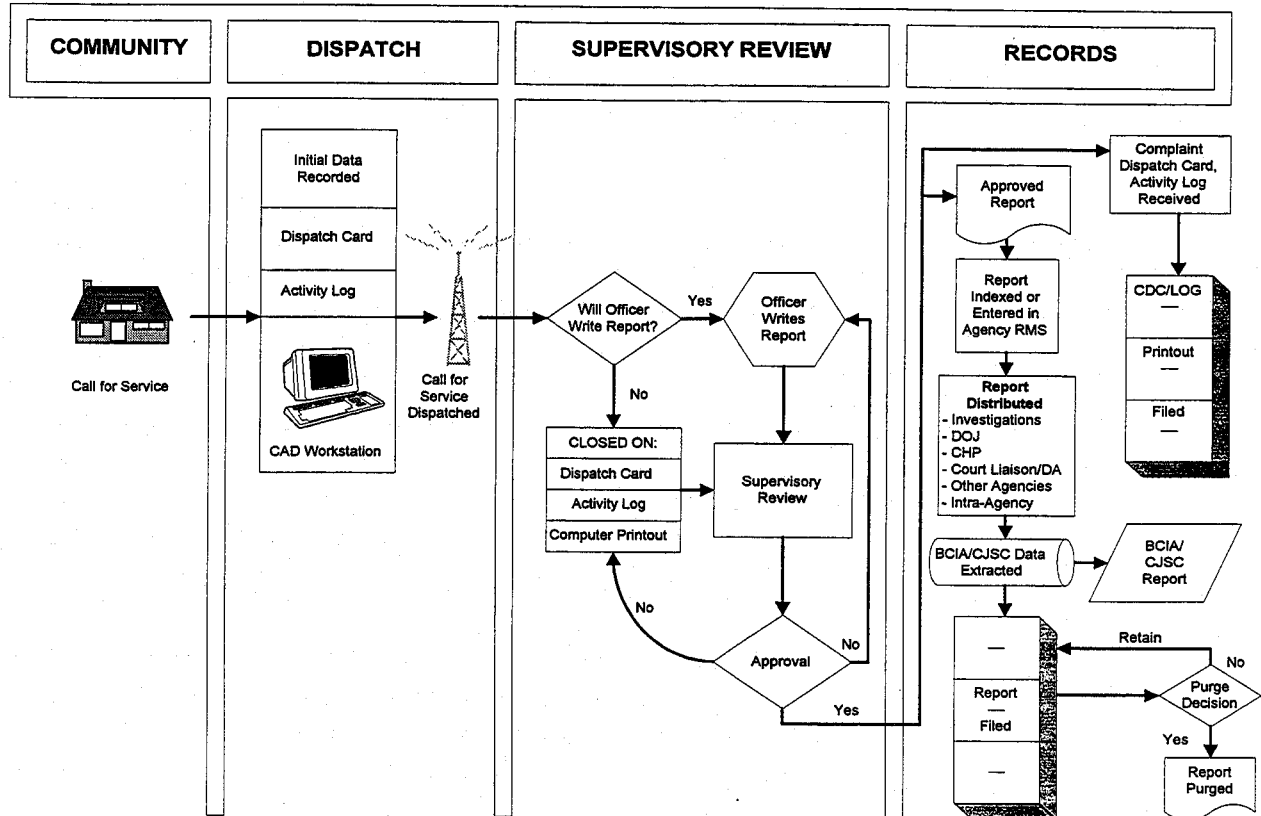 COMMUNITY
DISPATCH
SUPERVISORY REVIEW
RECORDS
Call for Service
Initial Data
Recorded
Dispatch Card
Activity Log
CAD Workstation
Call for
Service
Dispatched
Will Officer
Write Report?
Yes
No
Officer
Writes
Report
CLOSED ON:
Dispatch Card
Activity Log
Computer Printout
Supervisory
Review
No
Approval
No
Yes
Approved
Report
Report
Indexed or
Entered in
Agency RMS
Report
Distributed
- Investigations
- DOJ
- CHP
- Court Liaison/DA
- Other Agencies
- Intra-Agency
BCIA/CJSC Data
Extracted
BCIA/
CJSC
Report
Complaint
Dispatch Card,
Activity Log
Received
CDC/LOG
—
Printout
—
Filed
—
—
Report
—
Filed
—
Retain
No
Purge
Decision
Yes
Report
Purged